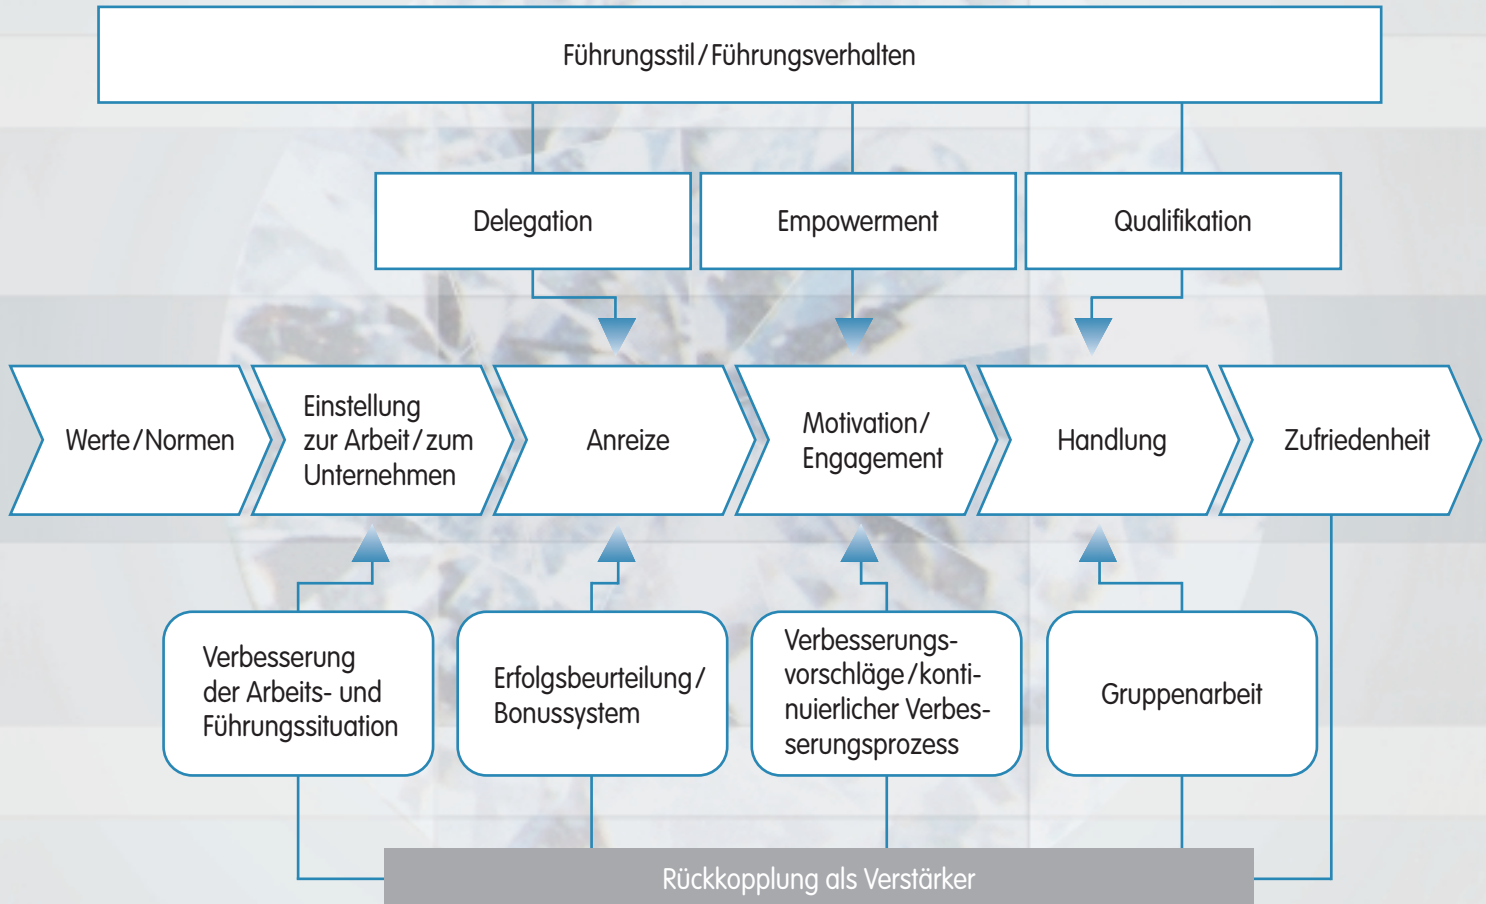 Führungsstil/Führungsverhalten
Delegation
Empowerment
Qualifikation
Werte/Normen
Einstellung
zur Arbeit/zum
Unternehmen
Anreize
Motivation/
Engagement
Handlung
Zufriedenheit
Verbesserung
der Arbeits- und
Führungssituation
Erfolgsbeurteilung/
Bonussystem
Verbesserungs-
vorschläge/konti-
nuierlicher Verbes-
serungsprozess
Gruppenarbeit
Rückkopplung als Verstärker